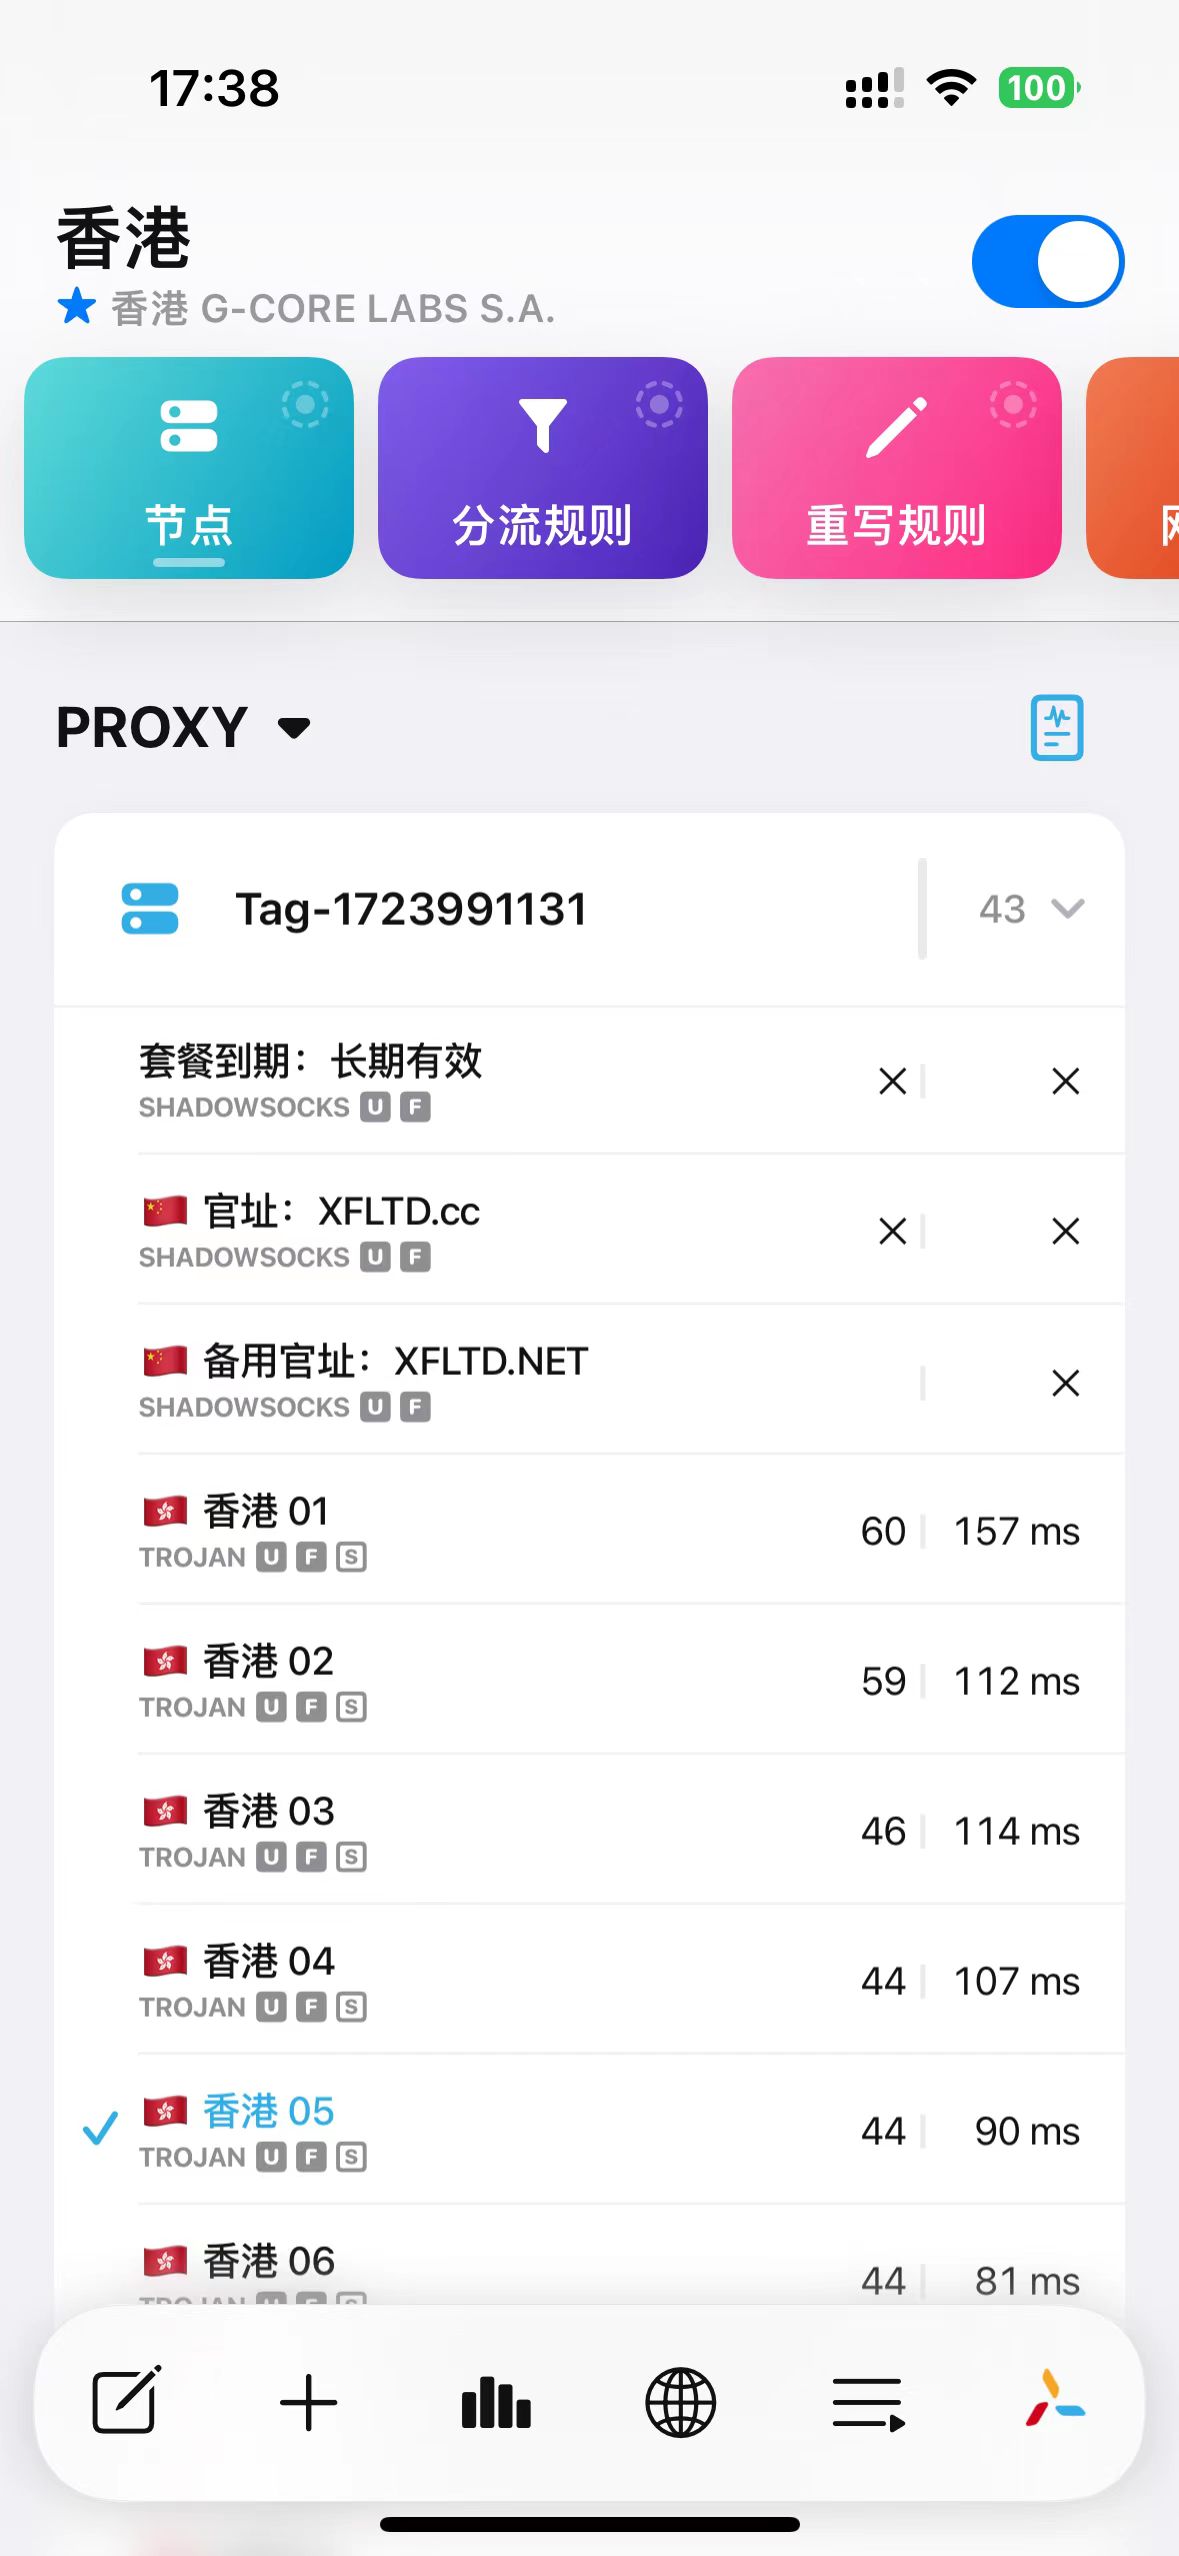 17:38
100
香港
香港 G-CORE LABS S.A.
节点
分流规则
重写规则
PROXY
Tag-1723991131
43
套餐到期：长期有效
SHADOWSOCKS U F
官址：XFLTD.cc
SHADOWSOCKS U F
备用官址：XFLTD.NET
SHADOWSOCKS U F
香港 01
60
157 ms
TROJAN U F S
香港 02
59
112 ms
TROJAN U F S
香港 03
46
114 ms
TROJAN U F S
香港 04
44
107 ms
TROJAN U F S
香港 05
44
90 ms
TROJAN U F S
香港 06
44
81 ms
TROJAN U F S